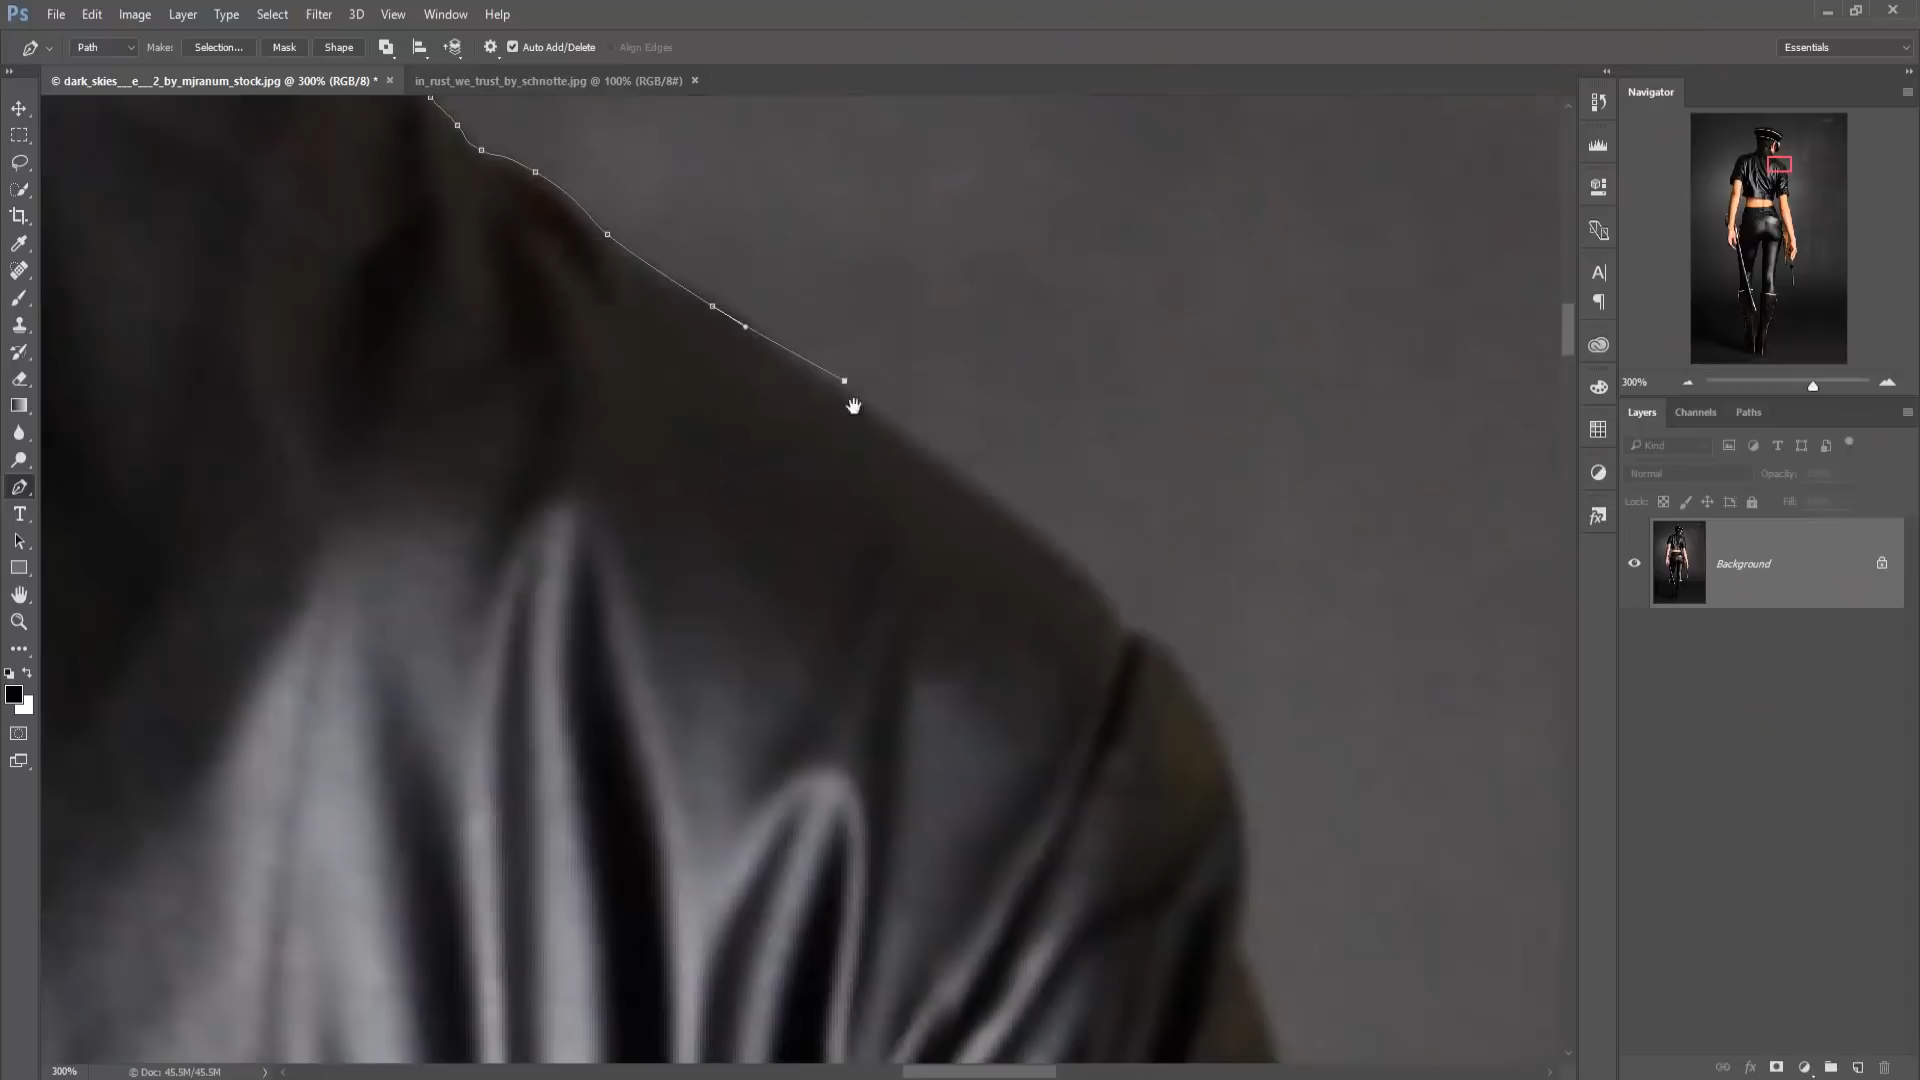 Ps File Edit Image Layer Type Select Filter 3D View Window Help
Path Make: Selection... Mask Shape Auto Add/Delete Align Edges Essentials
© dark_skies___e___2_by_mjranum_stock.jpg @ 300% (RGB/8) * in_rust_we_trust_by_schnotte.jpg @ 100% (RGB/8#)
Navigator
300%
Layers Channels Paths
Kind
Normal Opacity:
Lock: Fill:
Background
300% © Doc: 45.5M/45.5M